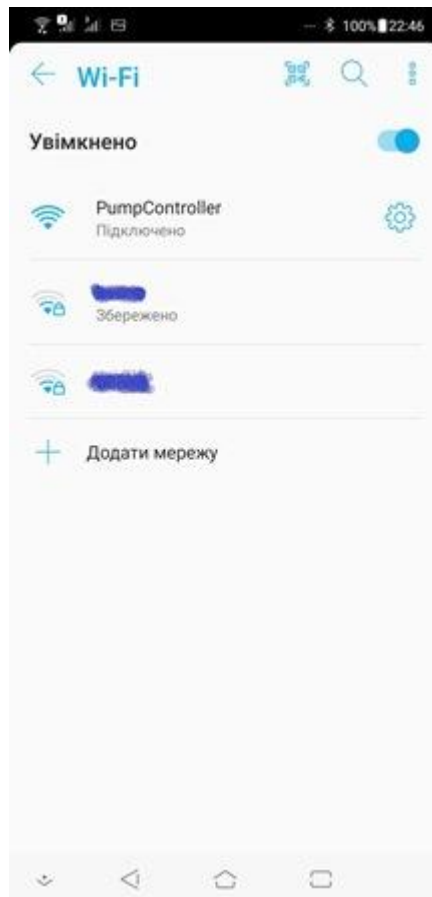 100% 22:46
Wi-Fi
Увімкнено
PumpController
Підключено
Збережено
Додати мережу